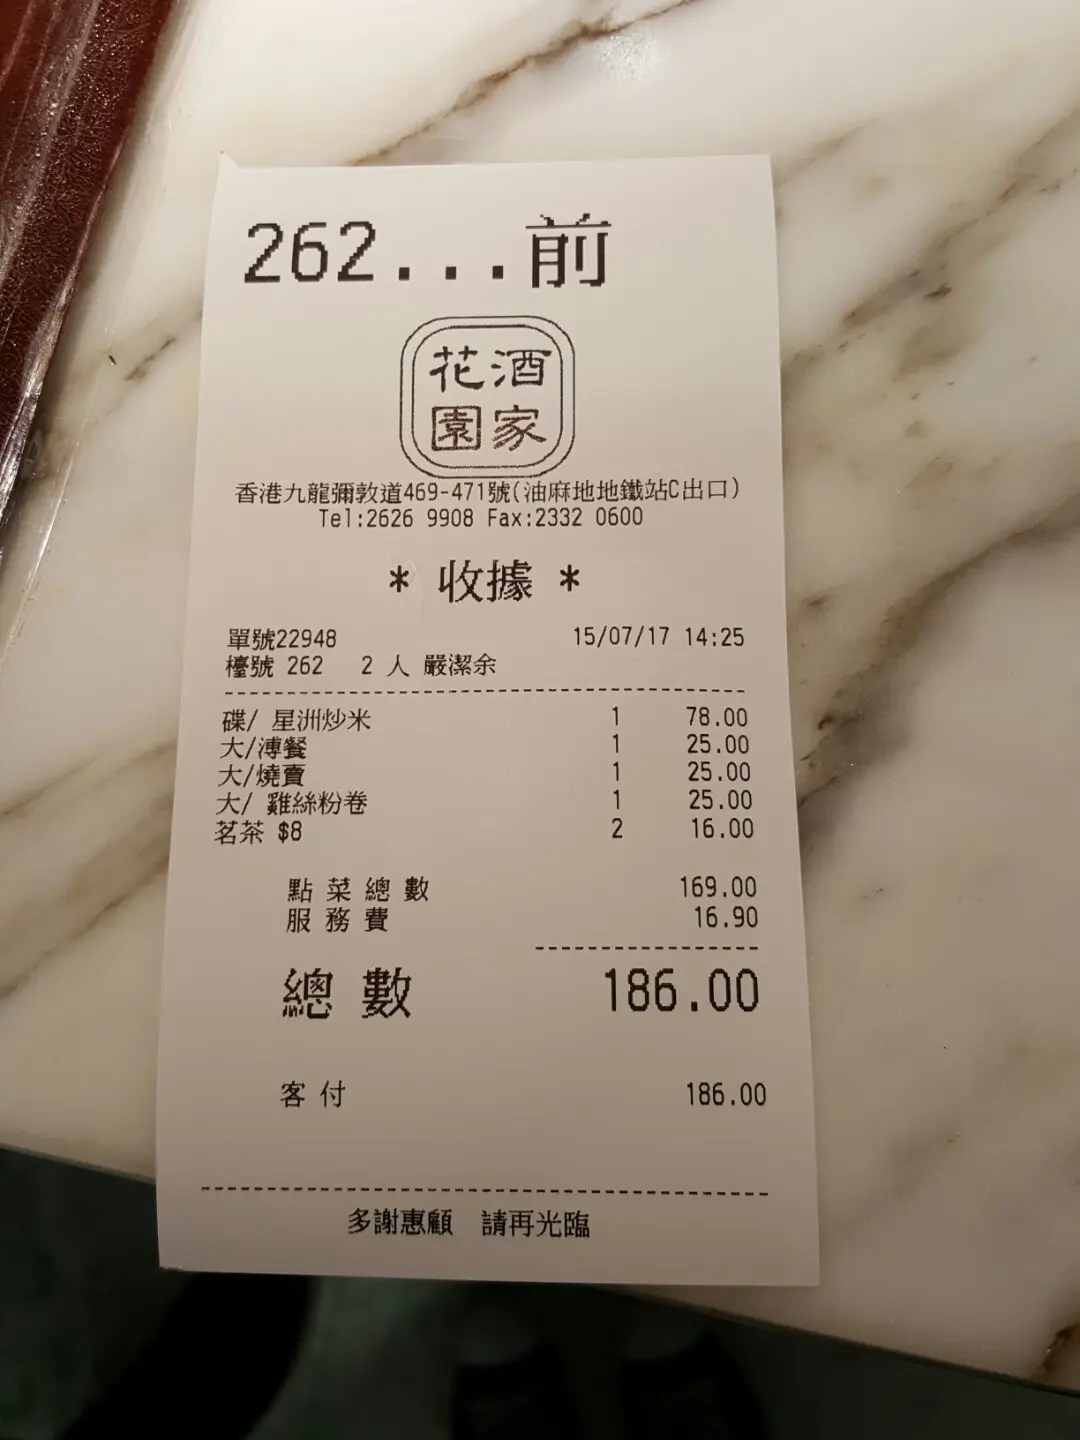 262...前
花酒
園家
香港九龍彌敦道469-471號(油麻地地鐵站C出口)
Tel:2626 9908 Fax:2332 0600
* 收據 *
單號22948 15/07/17 14:25
檯號 262 2 人 嚴潔余
碟/ 星洲炒米 1 78.00
大/溥餐 1 25.00
大/燒賣 1 25.00
大/ 雞絲粉卷 1 25.00
茗茶 $8 2 16.00
點菜總數 169.00
服務費 16.90
總數 186.00
客付 186.00
多謝惠顧 請再光臨